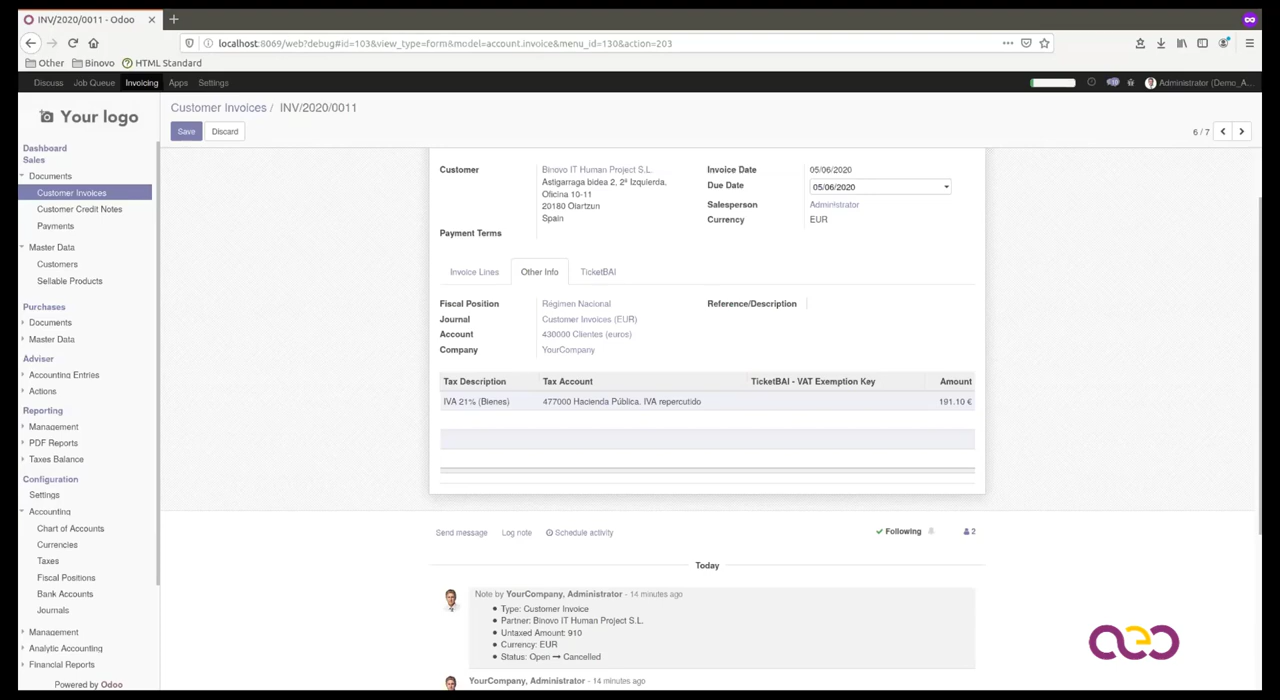 INV/2020/0011 - Odoo
localhost:8069/web?debug#id=103&view_type=form&model=account.invoice&menu_id=130&action=203
Other Binovo HTML Standard
Discuss Job Queue Invoicing Apps Settings Administrator (Demo_A...
Your logo
Customer Invoices / INV/2020/0011
Save Discard 6 / 7
Dashboard
Sales
Documents
Customer Invoices
Customer Credit Notes
Payments
Master Data
Customers
Sellable Products
Purchases
Documents
Master Data
Adviser
Accounting Entries
Actions
Reporting
Management
PDF Reports
Taxes Balance
Configuration
Settings
Accounting
Chart of Accounts
Currencies
Taxes
Fiscal Positions
Bank Accounts
Journals
Management
Analytic Accounting
Financial Reports
Powered by Odoo
Customer Binovo IT Human Project S.L.
Astigarraga bidea 2, 2ª Izquierda,
Oficina 10-11
20180 Oiartzun
Spain
Payment Terms
Invoice Date 05/06/2020
Due Date 05/06/2020
Salesperson Administrator
Currency EUR
Invoice Lines Other Info TicketBAI
Fiscal Position Régimen Nacional
Journal Customer Invoices (EUR)
Account 430000 Clientes (euros)
Company YourCompany
Reference/Description
Tax Description Tax Account TicketBAI - VAT Exemption Key Amount
IVA 21% (Bienes) 477000 Hacienda Pública. IVA repercutido 191.10 €
Send message Log note Schedule activity Following 2
Today
Note by YourCompany, Administrator - 14 minutes ago
Type: Customer Invoice
Partner: Binovo IT Human Project S.L.
Untaxed Amount: 910
Currency: EUR
Status: Open → Cancelled
YourCompany, Administrator - 14 minutes ago